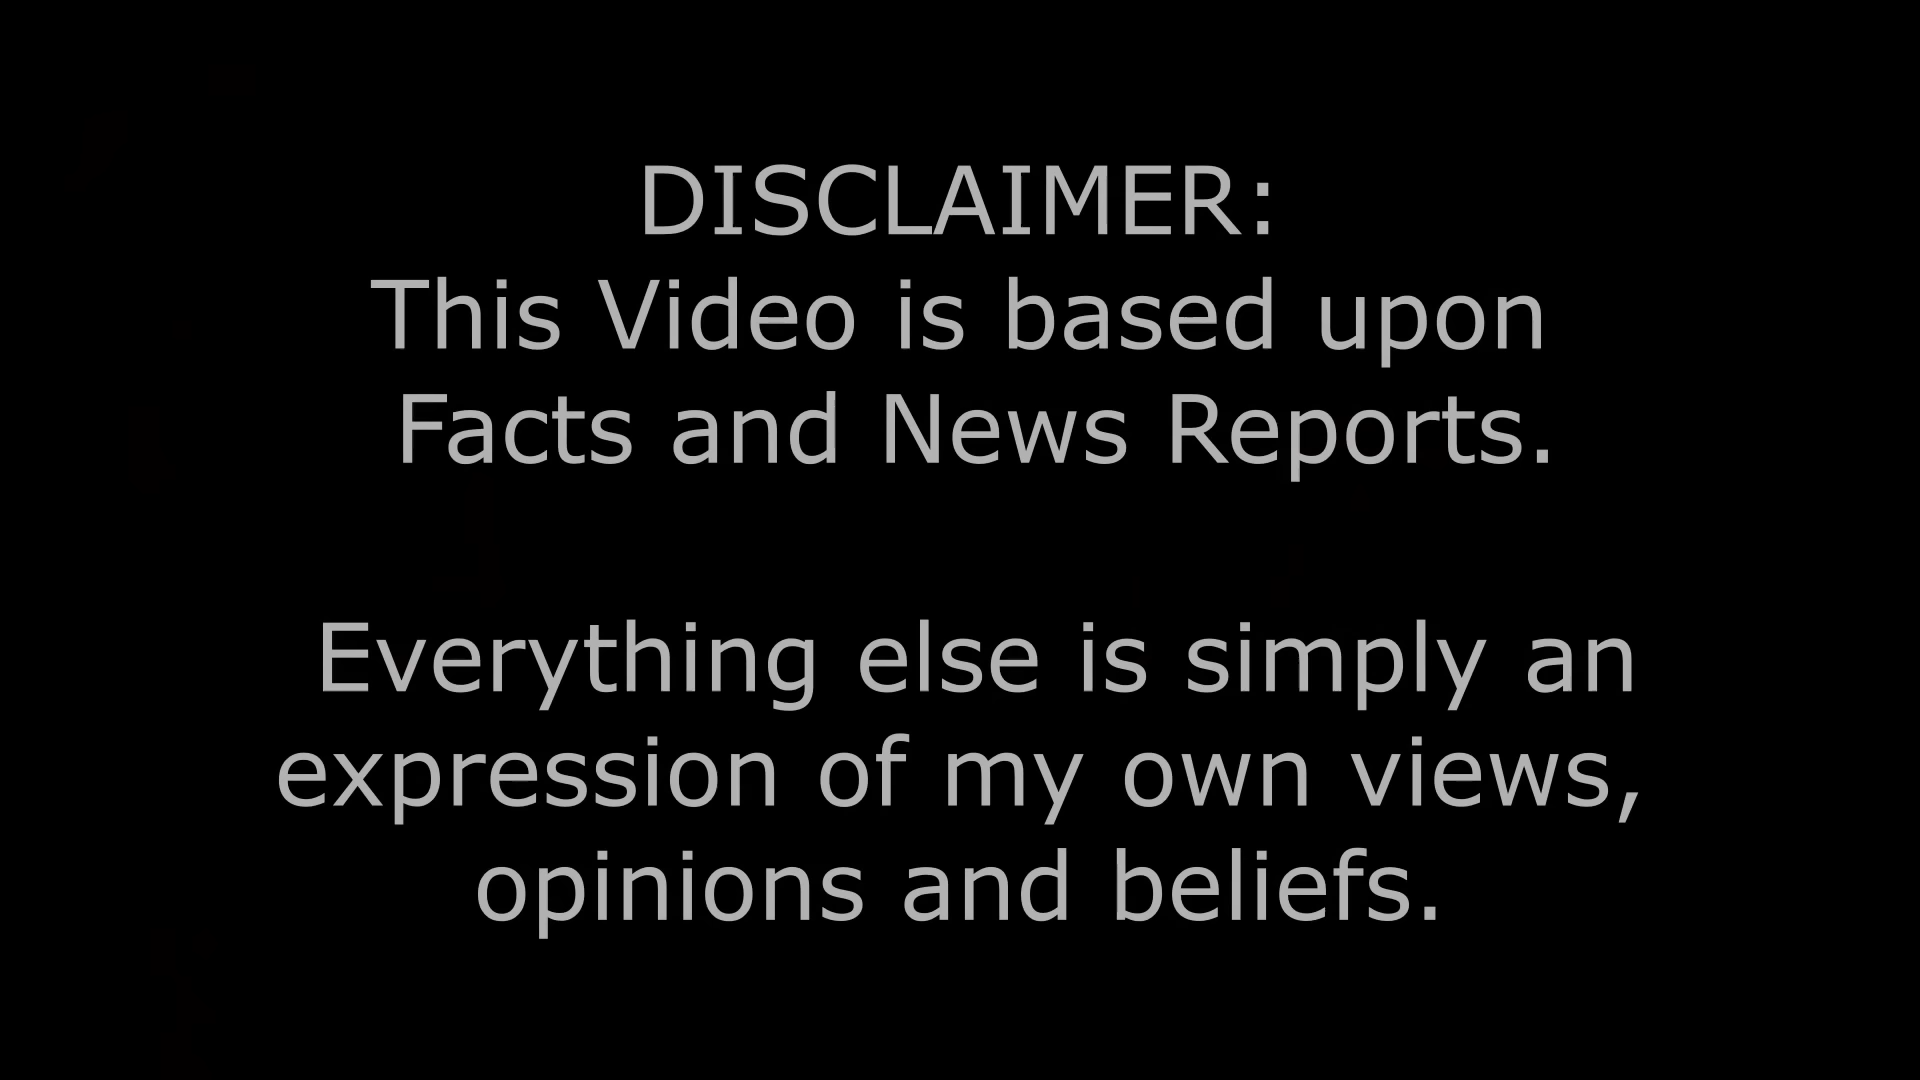 DISCLAIMER:
This Video is based upon
Facts and News Reports.
Everything else is simply an
expression of my own views,
opinions and beliefs.